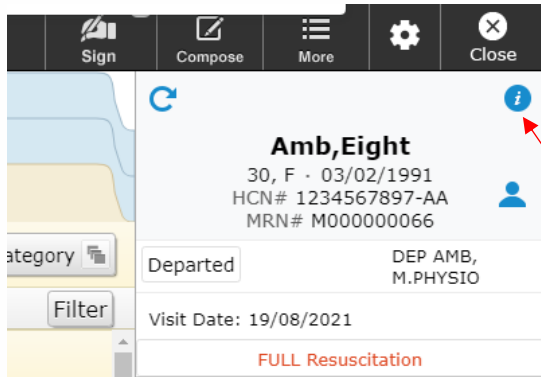 Sign
Compose
More
Close
Amb,Eight
30, F · 03/02/1991
HCN# 1234567897-AA
MRN# M000000066
ategory
Departed
DEP AMB,
M.PHYSIO
Filter
Visit Date: 19/08/2021
FULL Resuscitation